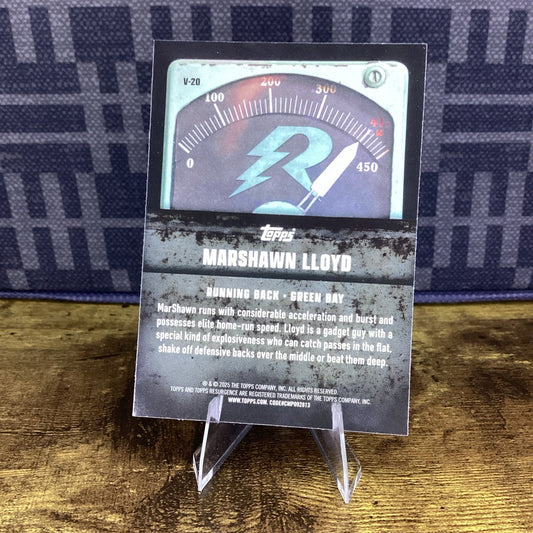 V-20
0
100
200
300
450
R
Topps
MARSHAWN LLOYD
RUNNING BACK • GREEN BAY
MarShawn runs with considerable acceleration and burst and
possesses elite home-run speed. Lloyd is a gadget guy with a
special kind of explosiveness who can catch passes in the flat,
shake off defensive backs over the middle or beat them deep.
® & © 2025 THE TOPPS COMPANY, INC. ALL RIGHTS RESERVED.
TOPPS AND TOPPS RESURGENCE ARE REGISTERED TRADEMARKS OF THE TOPPS COMPANY, INC.
WWW.TOPPS.COM. CODE#CMP092013